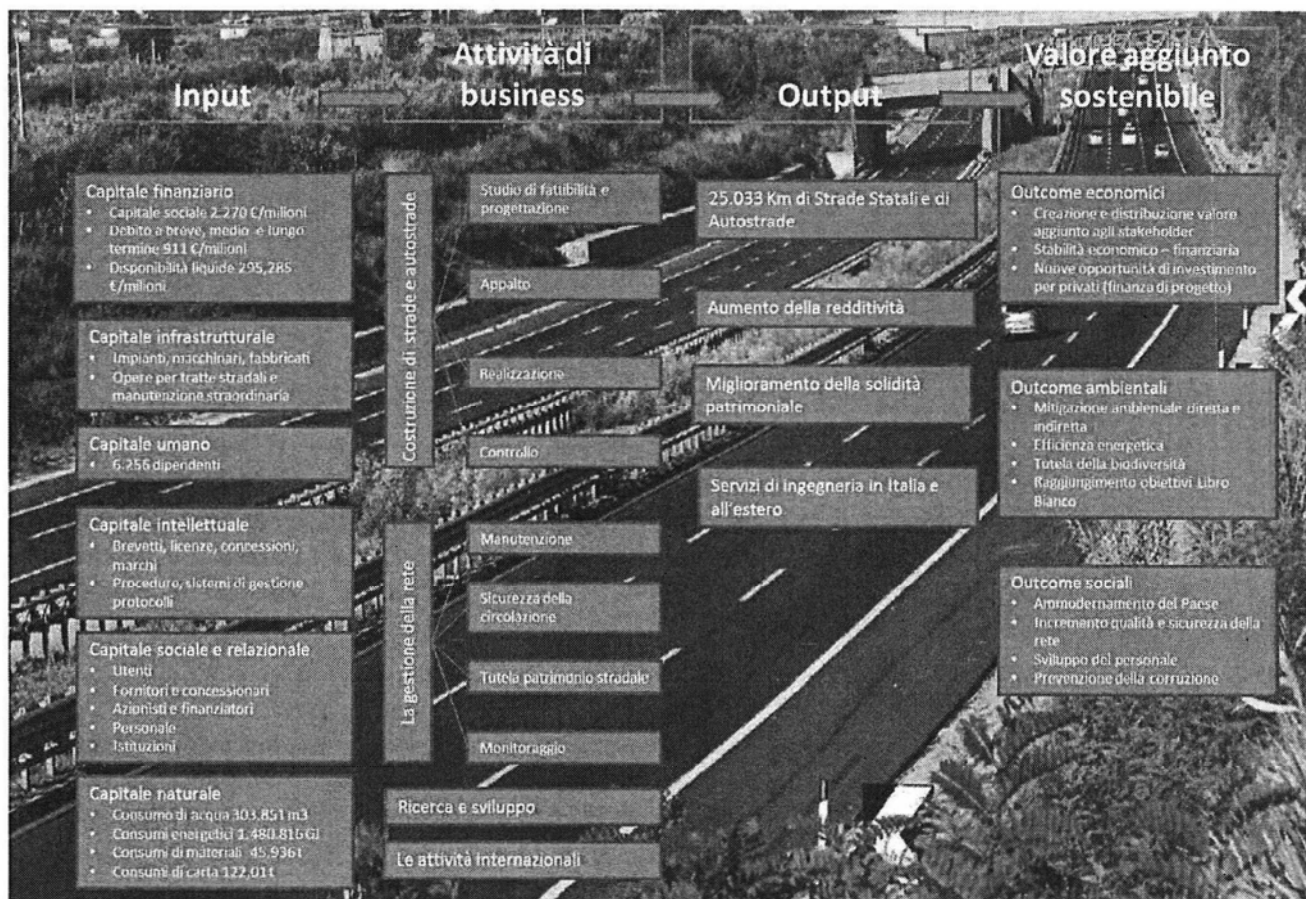 Input
Attività di
business
Output
Valore aggiunto
sostenibile
Capitale finanziario
• Capitale sociale 2.270 €/milioni
• Debito a breve, medio e lungo
termine 911 €/milioni
• Disponibilità liquide 295,285
€/milioni
Capitale infrastrutturale
• Impianti, macchinari, fabbricati
• Opere per tratte stradali e
manutenzione straordinaria
Capitale umano
• 6.256 dipendenti
Capitale intellettuale
• Brevetti, licenze, concessioni,
marchi
• Procedure, sistemi di gestione
protocolli
Capitale sociale e relazionale
• Utenti
• Fornitori e concessionari
• Azionisti e finanziatori
• Personale
• Istituzioni
Capitale naturale
• Consumo di acqua 303.851 m3
• Consumi energetici 1.480.816 GJ
• Consumi di materiali 45,936t
• Consumi di carta 122,01t
Costruzione di strade e autostrade
Studio di fattibilità e
progettazione
Appalto
Realizzazione
Controllo
La gestione della rete
Manutenzione
Sicurezza della
circolazione
Tutela patrimonio stradale
Monitoraggio
Ricerca e sviluppo
Le attività internazionali
25.033 Km di Strade Statali e di
Autostrade
Aumento della redditività
Miglioramento della solidità
patrimoniale
Servizi di ingegneria in Italia e
all'estero
Outcome economici
• Creazione e distribuzione valore
aggiunto agli stakeholder
• Stabilità economico – finanziaria
• Nuove opportunità di investimento
per privati (finanza di progetto)
Outcome ambientali
• Mitigazione ambientale diretta e
indiretta
• Efficienza energetica
• Tutela della biodiversità
• Raggiungimento obiettivi Libro
Bianco
Outcome sociali
• Ammodernamento del Paese
• Incremento qualità e sicurezza della
rete
• Sviluppo del personale
• Prevenzione della corruzione